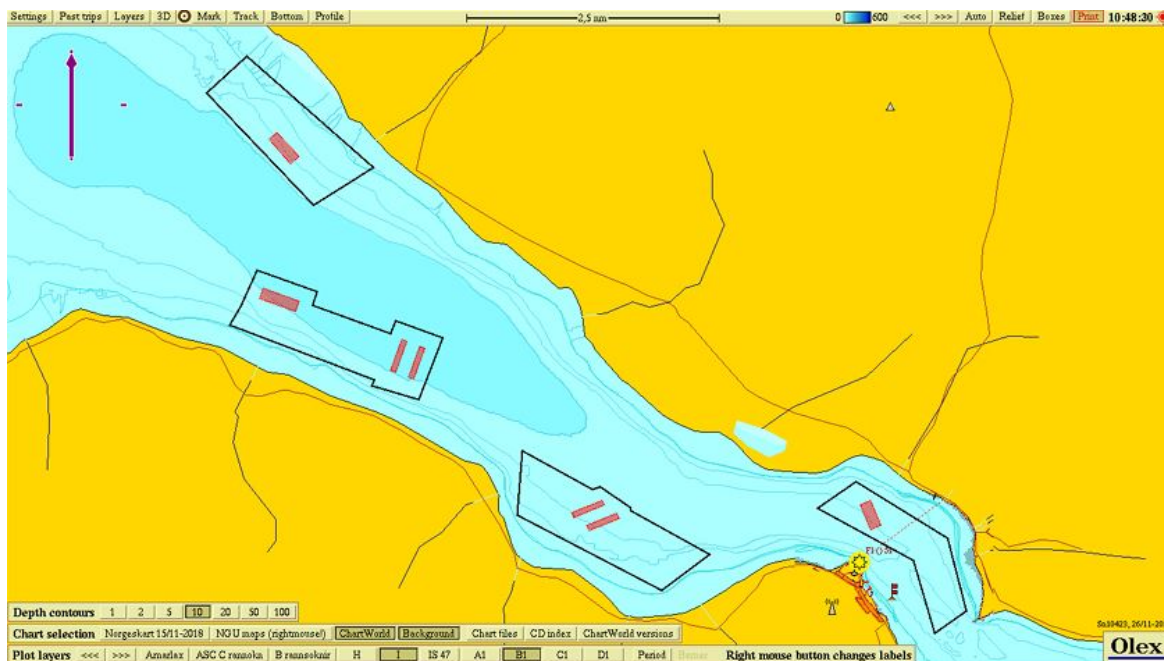 Settings Past trips Layers 3D Mark Track Bottom Profile 2,5 nm 0 600 <<< >>> Auto Relief Boxes Print 10:48:30
Depth contours 1 2 5 10 20 50 100
Chart selection Norgeskart 15/11-2018 NGU maps (rightmouse!) ChartWorld Background Chart files CD index ChartWorld versions
Olex
Plot layers <<< >>> Arnarlax ASC C rannsokn B rannsoknir H I IS 47 A1 B1 C1 D1 Period Right mouse button changes labels